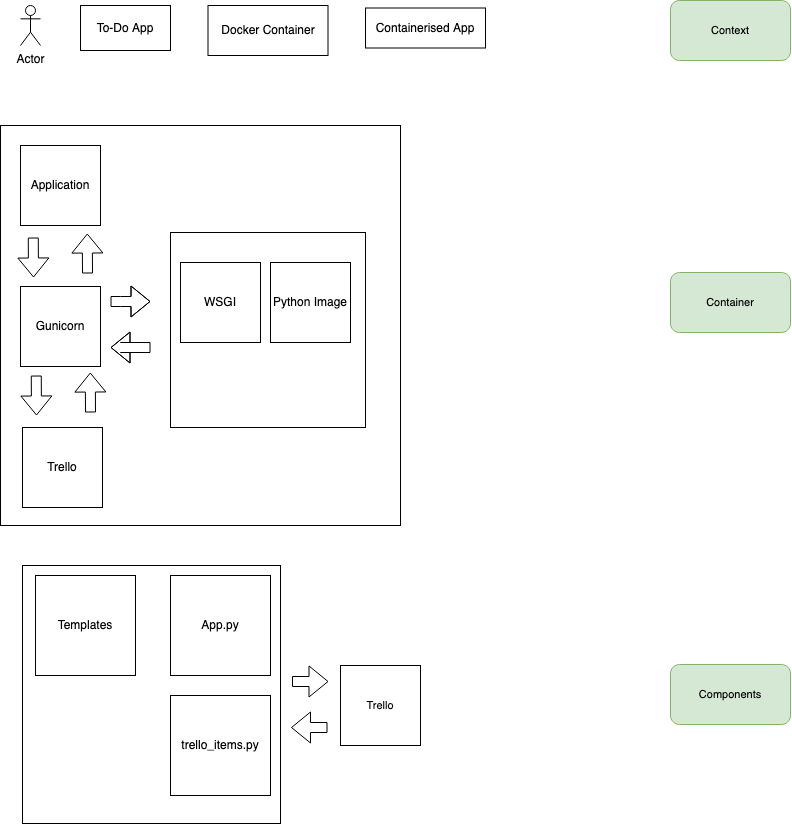 To-Do App
Docker Container
Containerised App
Context
Actor
Application
WSGI
Python Image
Container
Gunicorn
Trello
Templates
App.py
Trello
Components
trello_items.py